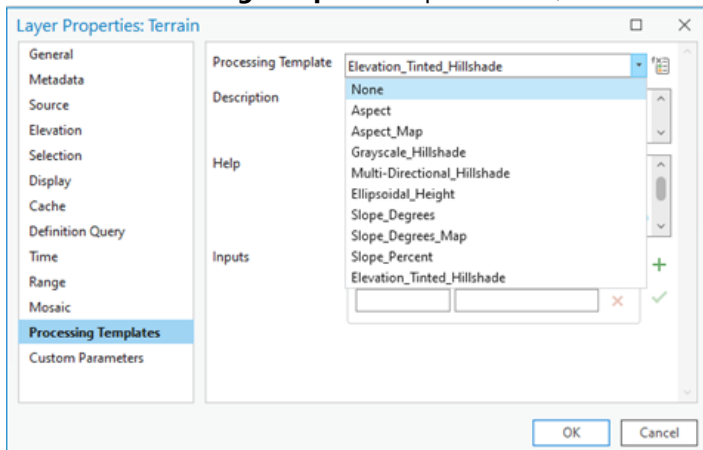 Layer Properties: Terrain
General
Metadata
Source
Elevation
Selection
Display
Cache
Definition Query
Time
Range
Mosaic
Processing Templates
Custom Parameters
Processing Template
Elevation_Tinted_Hillshade
Description
Help
Inputs
None
Aspect
Aspect_Map
Grayscale_Hillshade
Multi-Directional_Hillshade
Ellipsoidal_Height
Slope_Degrees
Slope_Degrees_Map
Slope_Percent
Elevation_Tinted_Hillshade
OK
Cancel